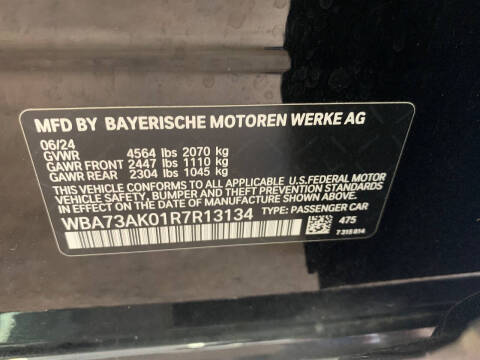 MFD BY BAYERISCHE MOTOREN WERKE AG
06/24
GVWR 4564 lbs 2070 kg
GAWR FRONT 2447 lbs 1110 kg
GAWR REAR 2304 lbs 1045 kg
THIS VEHICLE CONFORMS TO ALL APPLICABLE U.S.FEDERAL MOTOR
VEHICLE SAFETY, BUMPER AND THEFT PREVENTION STANDARDS
IN EFFECT ON THE DATE OF MANUFACTURE SHOWN ABOVE.
WBA73AK01R7R13134 TYPE: PASSENGER CAR
475
7 318 814